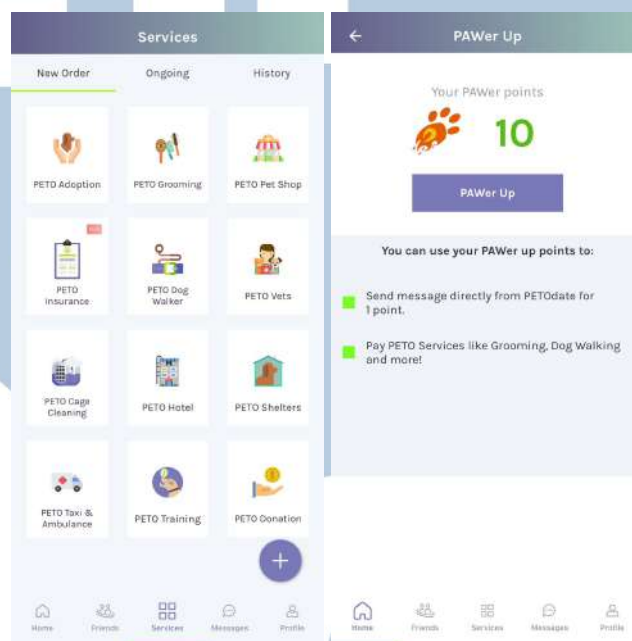 Services
New Order
Ongoing
History
PETO Adoption
PETO Grooming
PETO Pet Shop
PETO
Insurance
PETO Dog
Walker
PETO Vets
PETO Cage
Cleaning
PETO Hotel
PETO Shelters
PETO Taxi &
Ambulance
PETO Training
PETO Donation
+
Home
Friends
Services
Messages
Profile
PAWer Up
Your PAWer points
10
PAWer Up
You can use your PAWer up points to:
Send message directly from PETOdate for
1 point.
Pay PETO Services like Grooming, Dog Walking
and more!
Home
Friends
Services
Messages
Profile